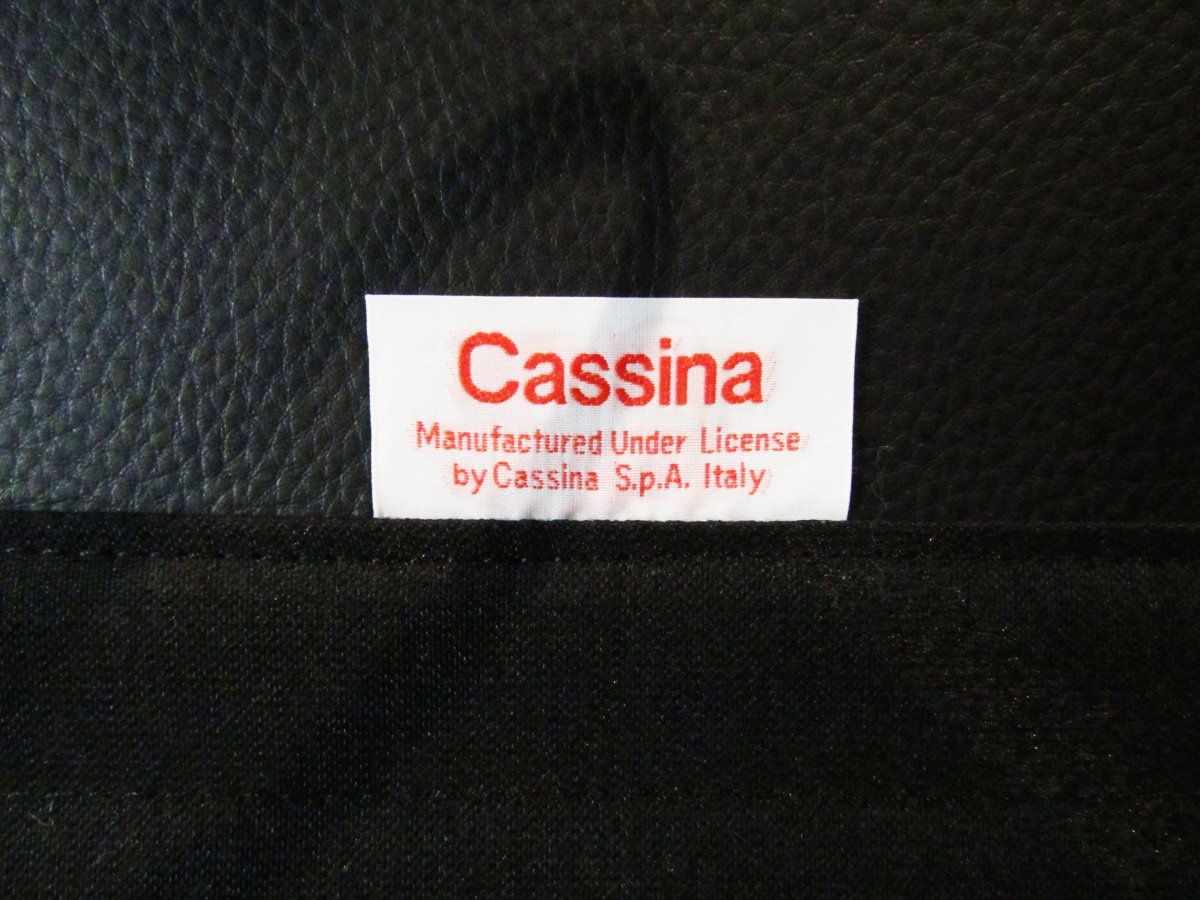 Cassina
Manufactured Under License
by Cassina S.p.A. Italy